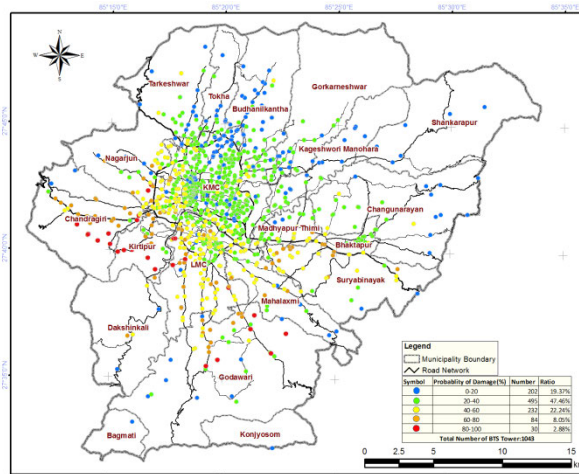 85°15'0"E 85°20'0"E 85°25'0"E 85°30'0"E 85°35'0"E
N
W E
S
Tarkeshwar
Tokha
Gorkarneshwar
Budhanilkantha
Shankarapur
Kageshwori Manohara
Nagarjun
KMC
Changunarayan
Chandragiri
Madhyapur Thimi
Kirtipur
Bhaktapur
LMC
Suryabinayak
Mahalaxmi
Dakshinkali
Godawari
Bagmati
Konjyosom
Legend
Municipality Boundary
Road Network
Symbol Probability of Damage(%) Number Ratio
0-20 202 19.37%
20-40 495 47.46%
40-60 232 22.24%
60-80 84 8.05%
80-100 30 2.88%
Total Number of BTS Tower:1043
0 2.5 5 10 15